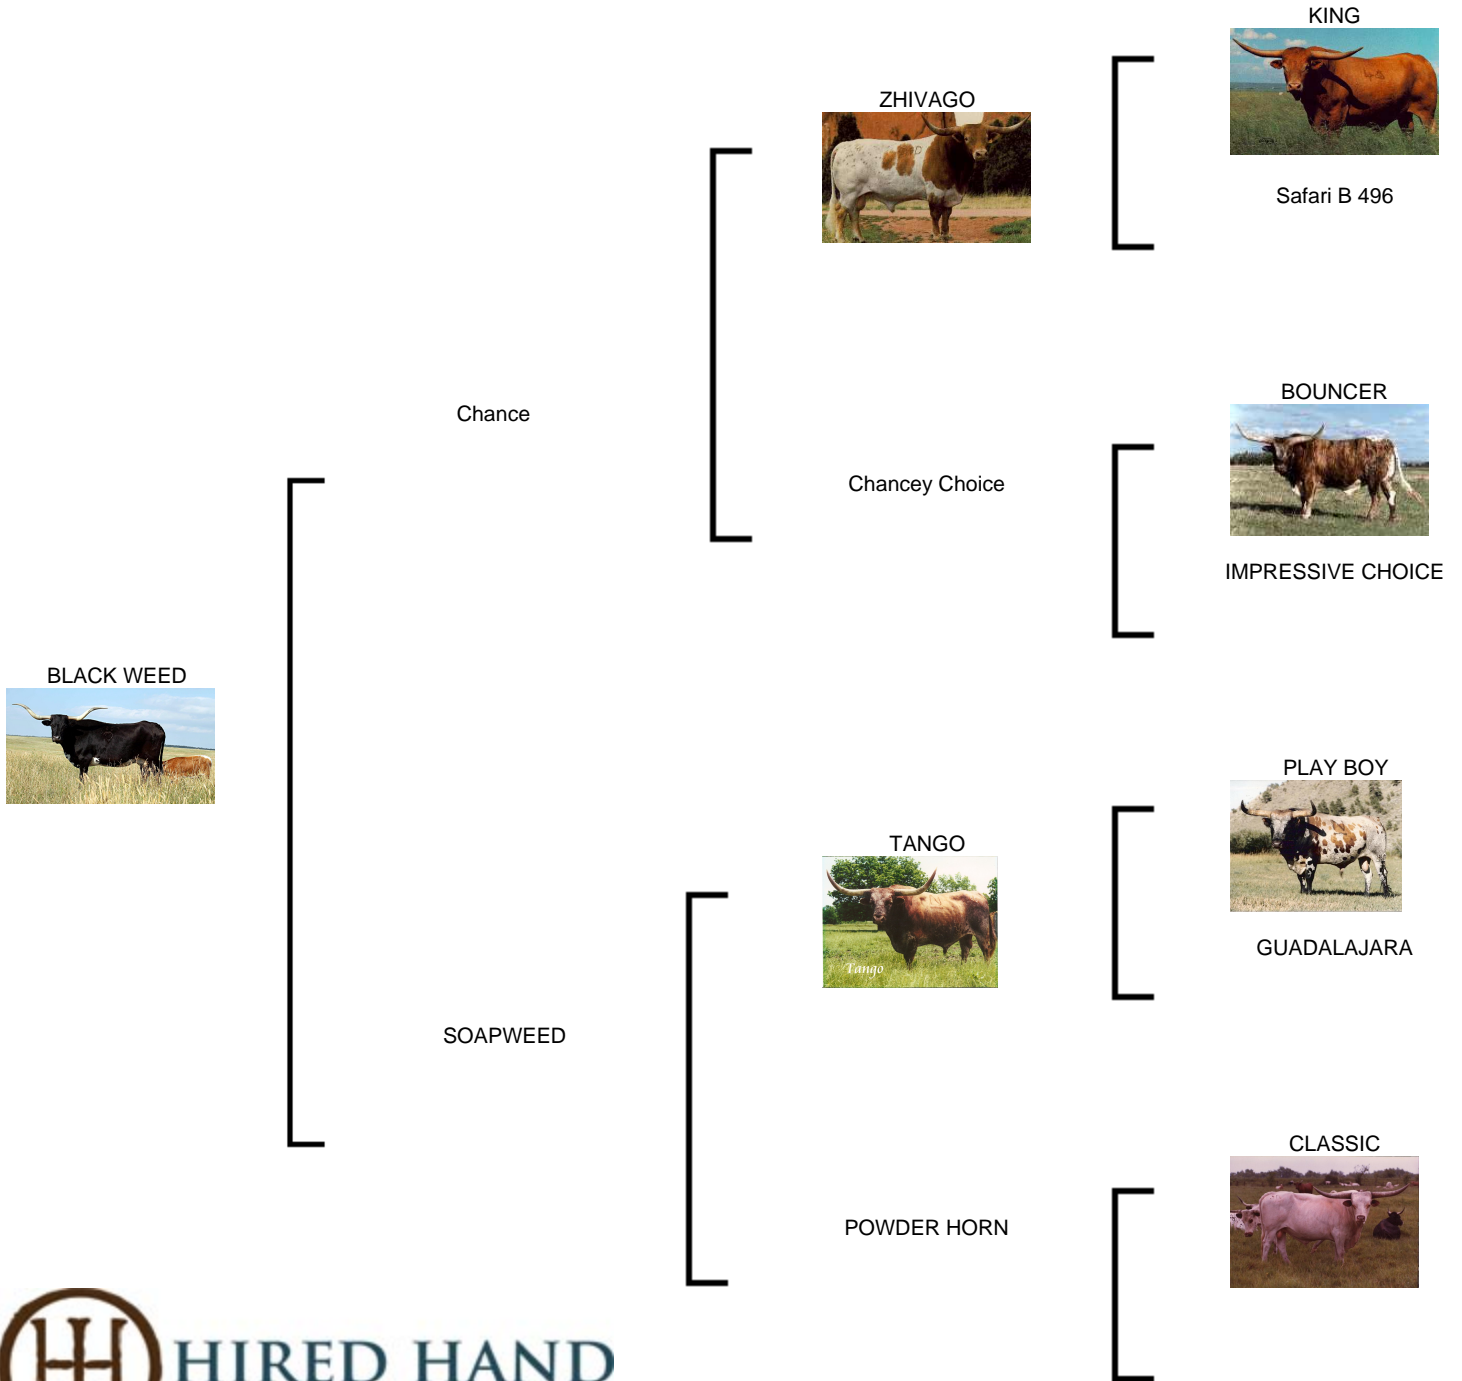 KING
ZHIVAGO
Safari B 496
BOUNCER
Chance
Chancey Choice
IMPRESSIVE CHOICE
BLACK WEED
PLAY BOY
TANGO
Tango
GUADALAJARA
SOAPWEED
CLASSIC
POWDER HORN
HIRED HAND